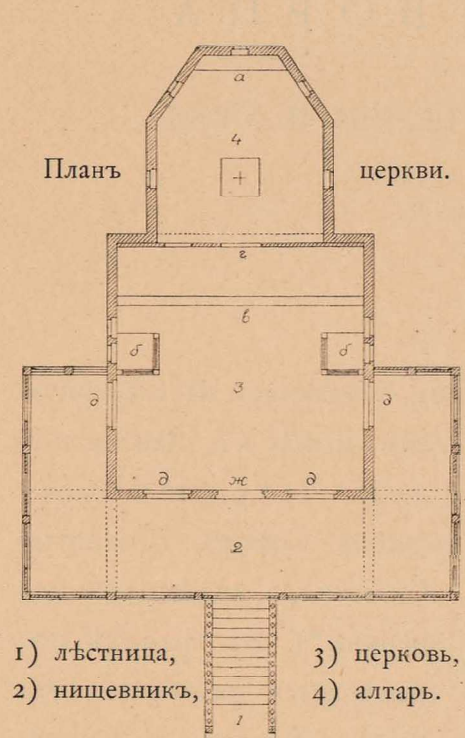 а
4
Планъ церкви.
г
в
б б
3
д д
д ж д
2
1) лѣстница, 3) церковь,
2) нищевникъ, 4) алтарь.
1